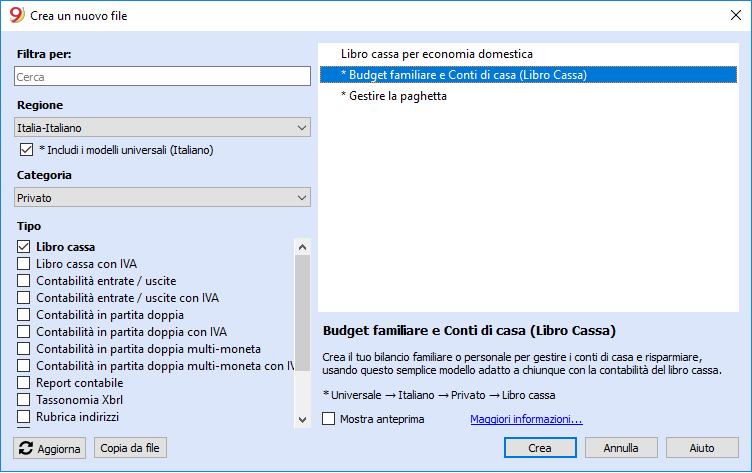 Crea un nuovo file
Filtra per:
Cerca
Regione
Italia-Italiano
* Includi i modelli universali (Italiano)
Categoria
Privato
Tipo
Libro cassa
Libro cassa con IVA
Contabilità entrate / uscite
Contabilità entrate / uscite con IVA
Contabilità in partita doppia
Contabilità in partita doppia con IVA
Contabilità in partita doppia multi-moneta
Contabilità in partita doppia multi-moneta con IV
Report contabile
Tassonomia Xbrl
Rubrica indirizzi
Aggiorna
Copia da file
Libro cassa per economia domestica
* Budget familiare e Conti di casa (Libro Cassa)
* Gestire la paghetta
Budget familiare e Conti di casa (Libro Cassa)
Crea il tuo bilancio familiare o personale per gestire i conti di casa e risparmiare,
usando questo semplice modello adatto a chiunque con la contabilità del libro cassa.
* Universale → Italiano → Privato → Libro cassa
Mostra anteprima
Maggiori informazioni...
Crea
Annulla
Aiuto